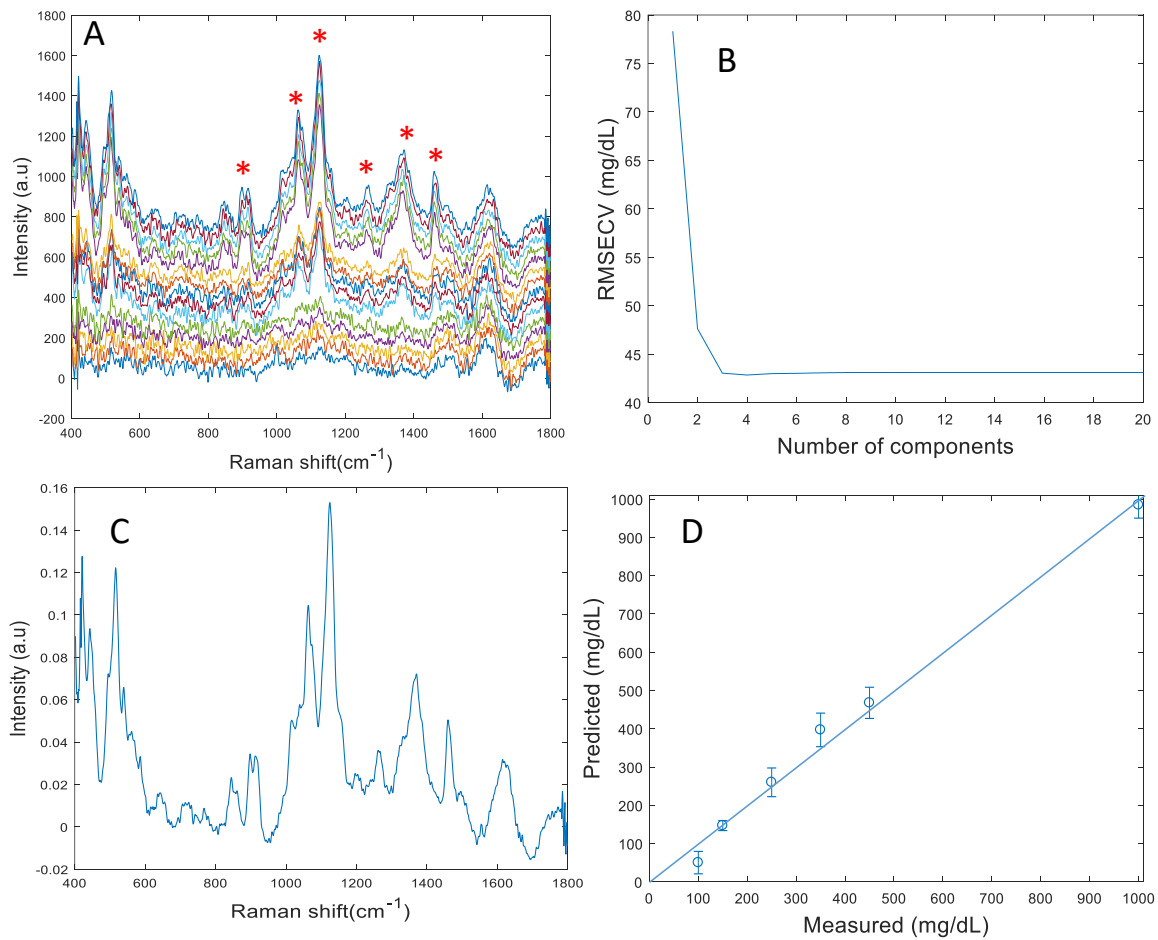 A
Intensity (a.u)
1800
1600
1400
1200
1000
800
600
400
200
0
-200
400 600 800 1000 1200 1400 1600 1800
Raman shift(cm-1)
* * * * * *
B
RMSECV (mg/dL)
80
75
70
65
60
55
50
45
40
0 2 4 6 8 10 12 14 16 18 20
Number of components
C
Intensity (a.u)
0.16
0.14
0.12
0.1
0.08
0.06
0.04
0.02
0
-0.02
400 600 800 1000 1200 1400 1600 1800
Raman shift(cm-1)
D
Predicted (mg/dL)
1000
900
800
700
600
500
400
300
200
100
0
0 100 200 300 400 500 600 700 800 900 1000
Measured (mg/dL)